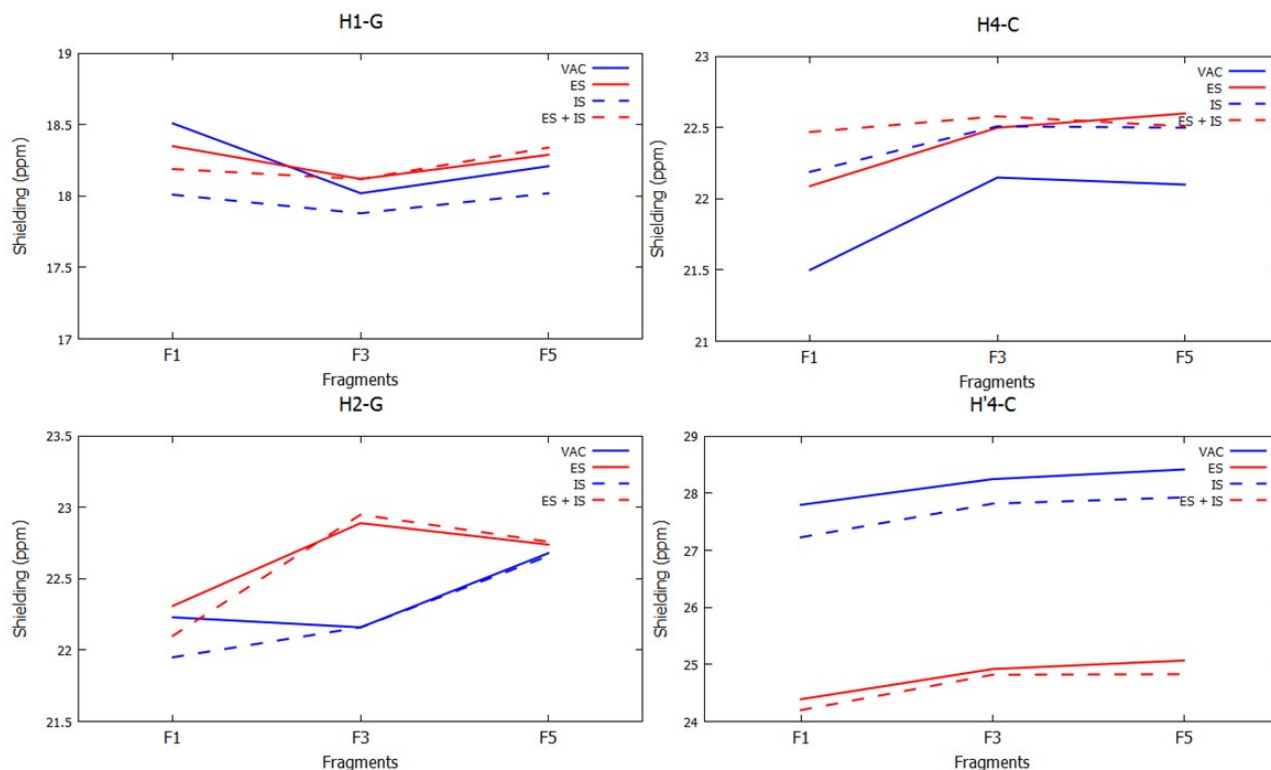 H1-G
19
18.5
18
17.5
17
Shielding (ppm)
VAC
ES
IS
ES + IS
F1
F3
F5
Fragments
H4-C
23
22.5
22
21.5
21
Shielding (ppm)
VAC
ES
IS
ES + IS
F1
F3
F5
Fragments
H2-G
23.5
23
22.5
22
21.5
Shielding (ppm)
VAC
ES
IS
ES + IS
F1
F3
F5
Fragments
H'4-C
29
28
27
26
25
24
Shielding (ppm)
VAC
ES
IS
ES + IS
F1
F3
F5
Fragments